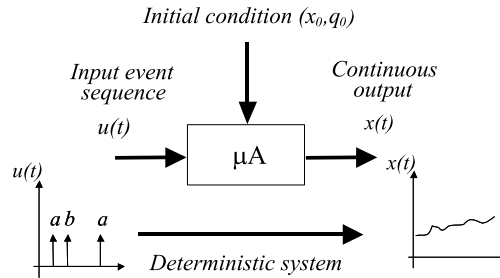 Initial condition (x0,q0)
Input event
sequence
u(t)
Continuous
output
x(t)
μA
u(t)
a b a
x(t)
Deterministic system